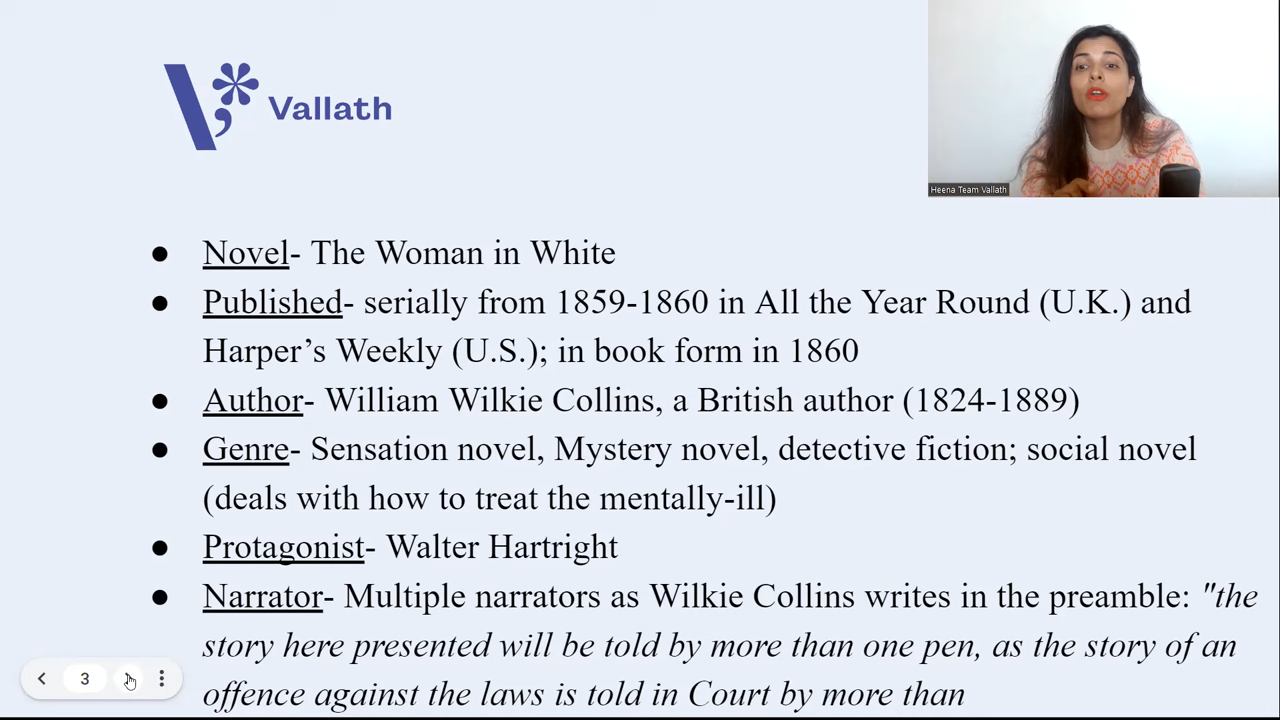 Vallath
Heena Team Vallath
● Novel- The Woman in White
● Published- serially from 1859-1860 in All the Year Round (U.K.) and
Harper’s Weekly (U.S.); in book form in 1860
● Author- William Wilkie Collins, a British author (1824-1889)
● Genre- Sensation novel, Mystery novel, detective fiction; social novel
(deals with how to treat the mentally-ill)
● Protagonist- Walter Hartright
● Narrator- Multiple narrators as Wilkie Collins writes in the preamble: "the
story here presented will be told by more than one pen, as the story of an
offence against the laws is told in Court by more than
3